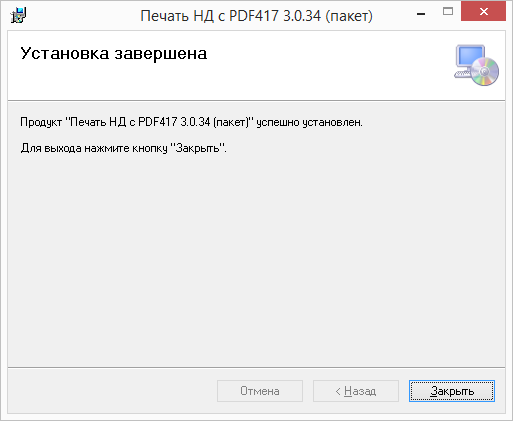 Печать НД с PDF417 3.0.34 (пакет)
Установка завершена
Продукт "Печать НД с PDF417 3.0.34 (пакет)" успешно установлен.
Для выхода нажмите кнопку "Закрыть".
Отмена
< Назад
Закрыть